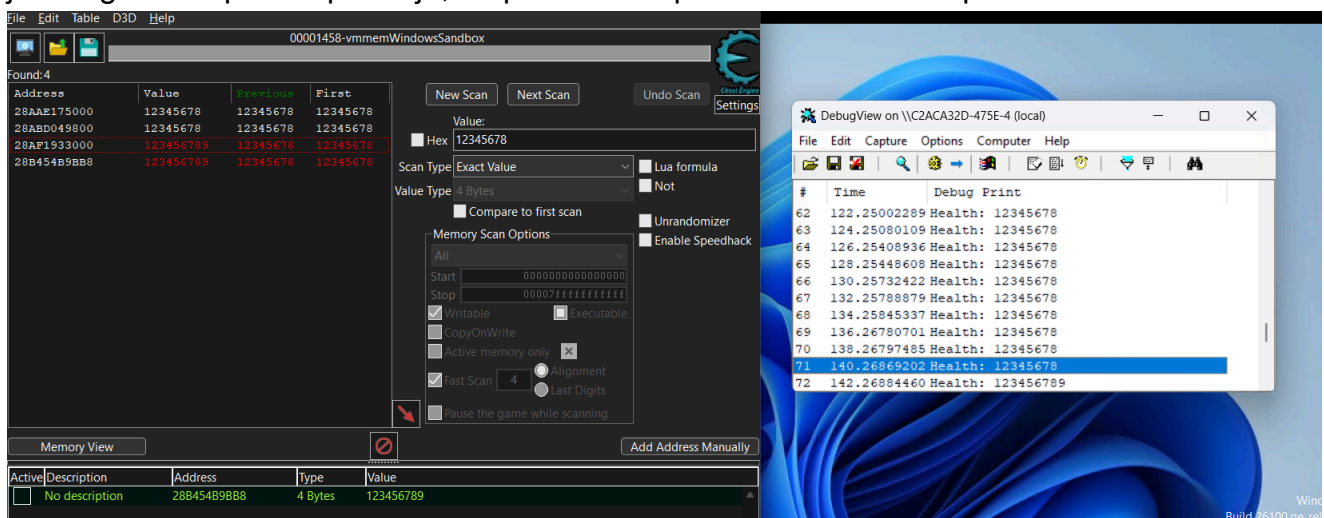 File Edit Table D3D Help
00001458-vmmemWindowsSandbox
Found:4
Address Value Previous First
28AAE175000 12345678 12345678 12345678
28ABD049800 12345678 12345678 12345678
28AF1933000 123456789 12345678 12345678
28B454B9BB8 123456789 12345678 12345678
New Scan Next Scan Undo Scan
Cheat Engine
Settings
Value:
Hex 12345678
Scan Type Exact Value
Lua formula
Not
Value Type 4 Bytes
Compare to first scan
Unrandomizer
Enable Speedhack
Memory Scan Options
All
Start 0000000000000000
Stop 00007fffffffffff
Writable Executable
CopyOnWrite
Active memory only
Fast Scan 4 Alignment
Last Digits
Pause the game while scanning
Memory View
Add Address Manually
Active Description Address Type Value
No description 28B454B9BB8 4 Bytes 123456789
DebugView on \\C2ACA32D-475E-4 (local)
File Edit Capture Options Computer Help
# Time Debug Print
62 122.25002289 Health: 12345678
63 124.25080109 Health: 12345678
64 126.25408936 Health: 12345678
65 128.25448608 Health: 12345678
66 130.25732422 Health: 12345678
67 132.25788879 Health: 12345678
68 134.25845337 Health: 12345678
69 136.26780701 Health: 12345678
70 138.26797485 Health: 12345678
71 140.26869202 Health: 12345678
72 142.26884460 Health: 123456789